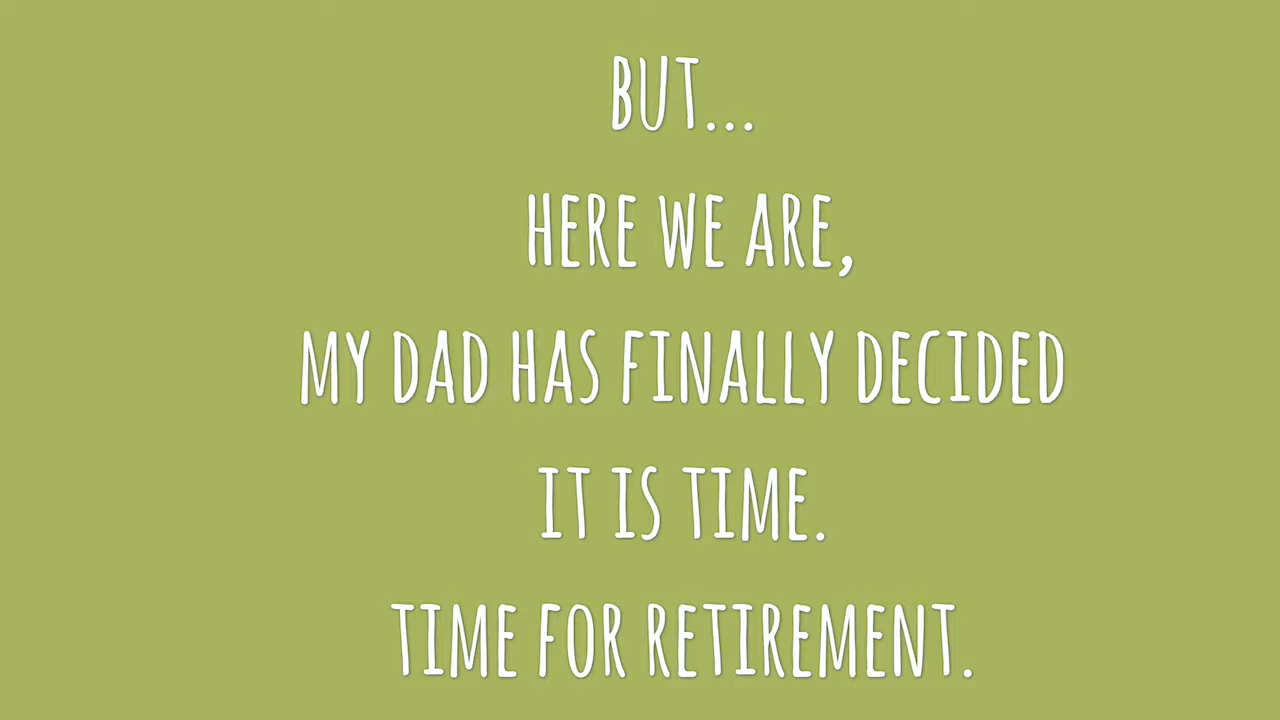 BUT...
HERE WE ARE,
MY DAD HAS FINALLY DECIDED
IT IS TIME.
TIME FOR RETIREMENT.